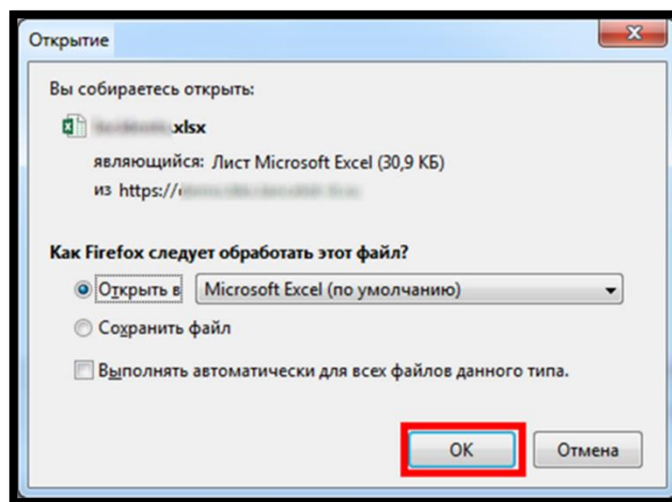 Открытие
Вы собираетесь открыть:
.xlsx
являющийся: Лист Microsoft Excel (30,9 КБ)
из https://
Как Firefox следует обработать этот файл?
Открыть в Microsoft Excel (по умолчанию)
Сохранить файл
Выполнять автоматически для всех файлов данного типа.
ОК Отмена